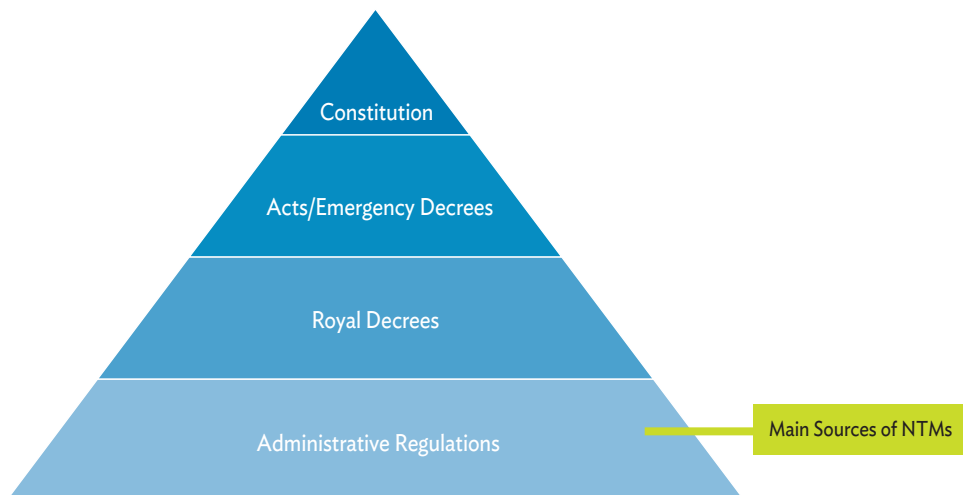 Constitution
Acts/Emergency Decrees
Royal Decrees
Administrative Regulations
Main Sources of NTMs